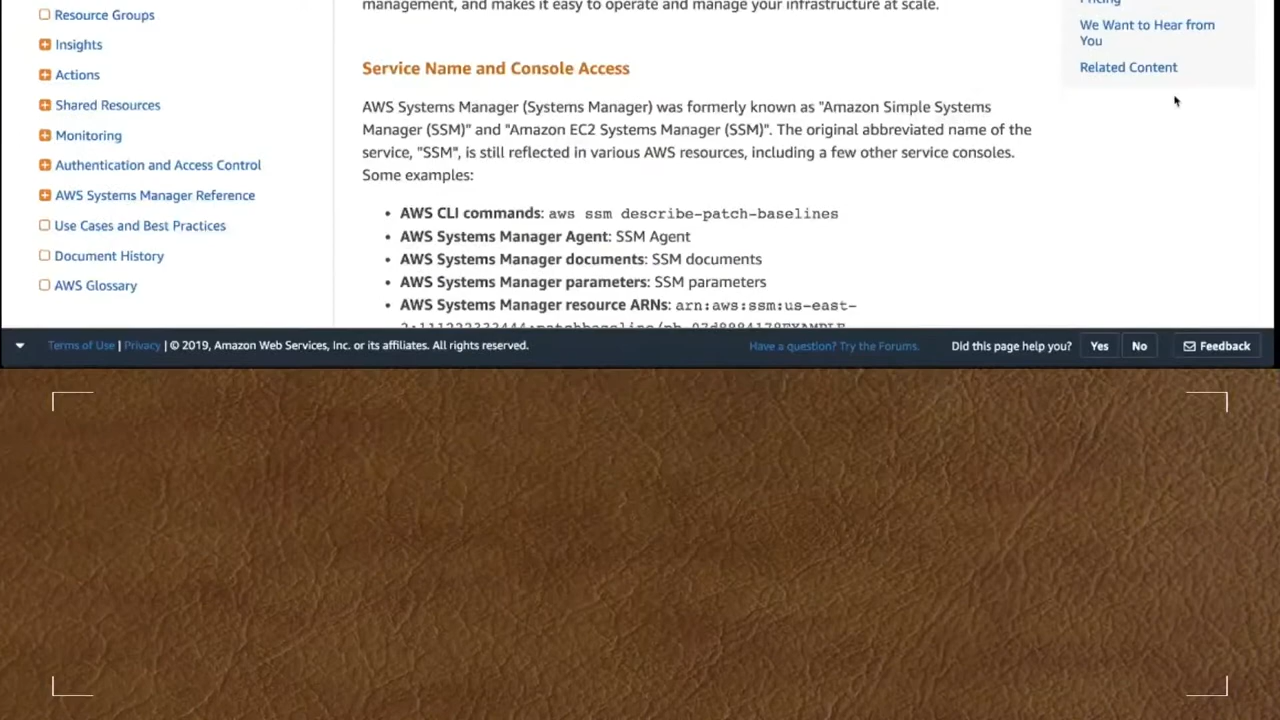 management, and makes it easy to operate and manage your infrastructure at scale.
Resource Groups
Insights
Actions
Shared Resources
Monitoring
Authentication and Access Control
AWS Systems Manager Reference
Use Cases and Best Practices
Document History
AWS Glossary
Service Name and Console Access
AWS Systems Manager (Systems Manager) was formerly known as "Amazon Simple Systems
Manager (SSM)" and "Amazon EC2 Systems Manager (SSM)". The original abbreviated name of the
service, "SSM", is still reflected in various AWS resources, including a few other service consoles.
Some examples:
• AWS CLI commands: aws ssm describe-patch-baselines
• AWS Systems Manager Agent: SSM Agent
• AWS Systems Manager documents: SSM documents
• AWS Systems Manager parameters: SSM parameters
• AWS Systems Manager resource ARNs: arn:aws:ssm:us-east-
Pricing
We Want to Hear from
You
Related Content
Terms of Use | Privacy | © 2019, Amazon Web Services, Inc. or its affiliates. All rights reserved.
Have a question? Try the Forums.
Did this page help you? Yes No Feedback